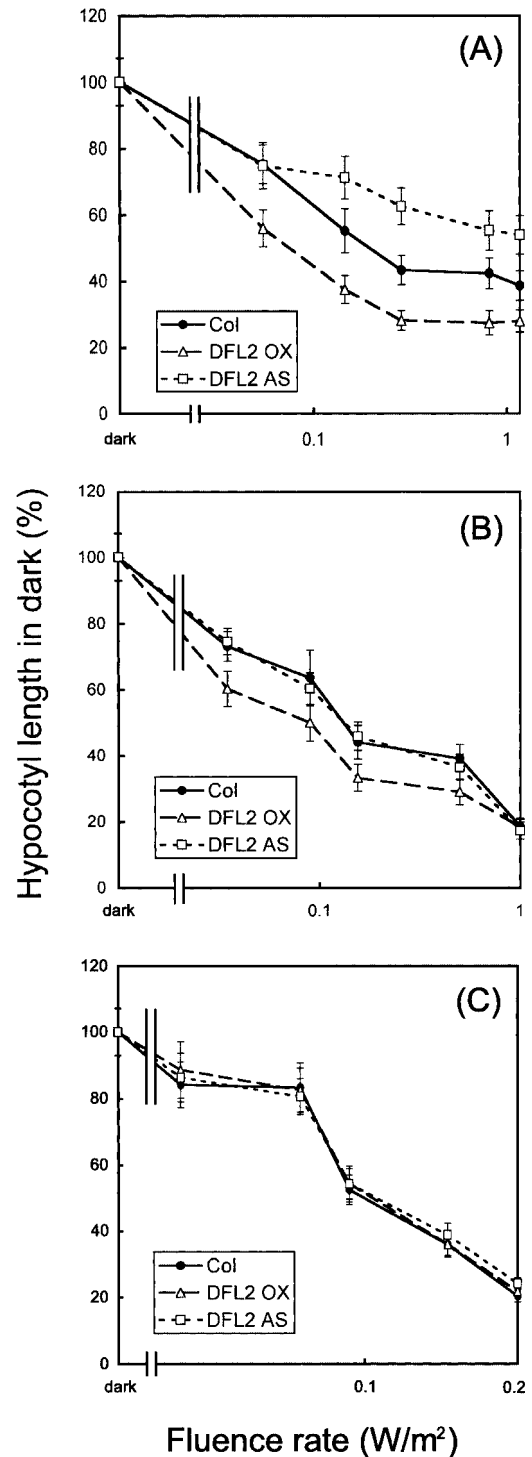 Hypocotyl length in dark (%)
(A)
120
100
80
60
40
20
0
Col
DFL2 OX
DFL2 AS
dark
0.1
1
(B)
120
100
80
60
40
20
0
Col
DFL2 OX
DFL2 AS
dark
0.1
1
(C)
120
100
80
60
40
20
0
Col
DFL2 OX
DFL2 AS
dark
0.1
0.2
Fluence rate (W/m²)